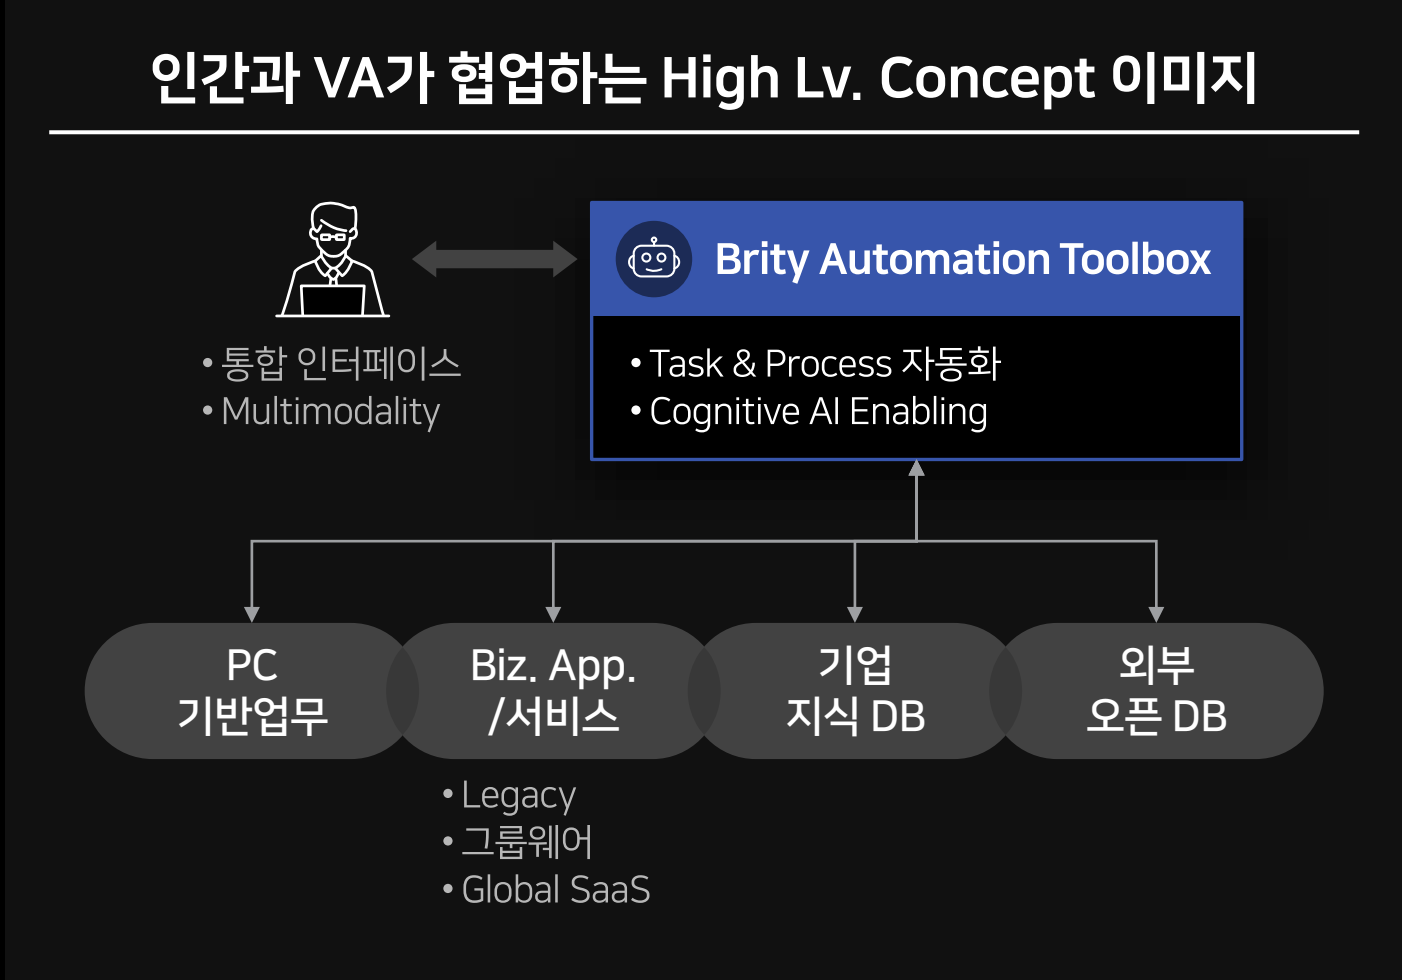 인간과 VA가 협업하는 High Lv. Concept 이미지
Brity Automation Toolbox
• 통합 인터페이스
• Multimodality
• Task & Process 자동화
• Cognitive AI Enabling
PC
기반업무
Biz. App.
/서비스
기업
지식 DB
외부
오픈 DB
• Legacy
• 그룹웨어
• Global SaaS